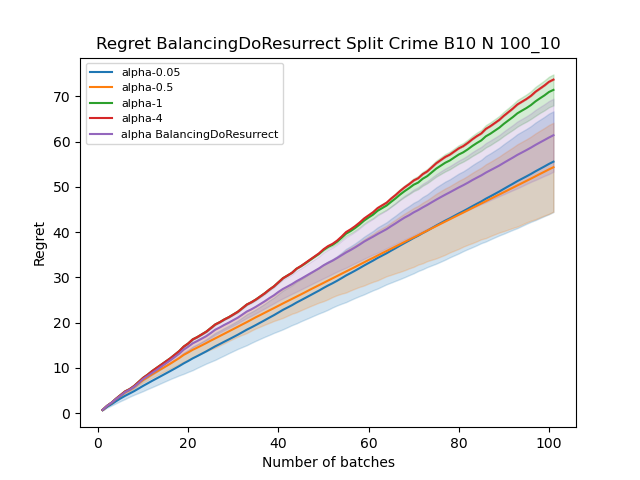 Regret BalancingDoResurrect Split Crime B10 N 100_10
alpha-0.05
alpha-0.5
alpha-1
alpha-4
alpha BalancingDoResurrect
Regret
70
60
50
40
30
20
10
0
0 20 40 60 80 100
Number of batches